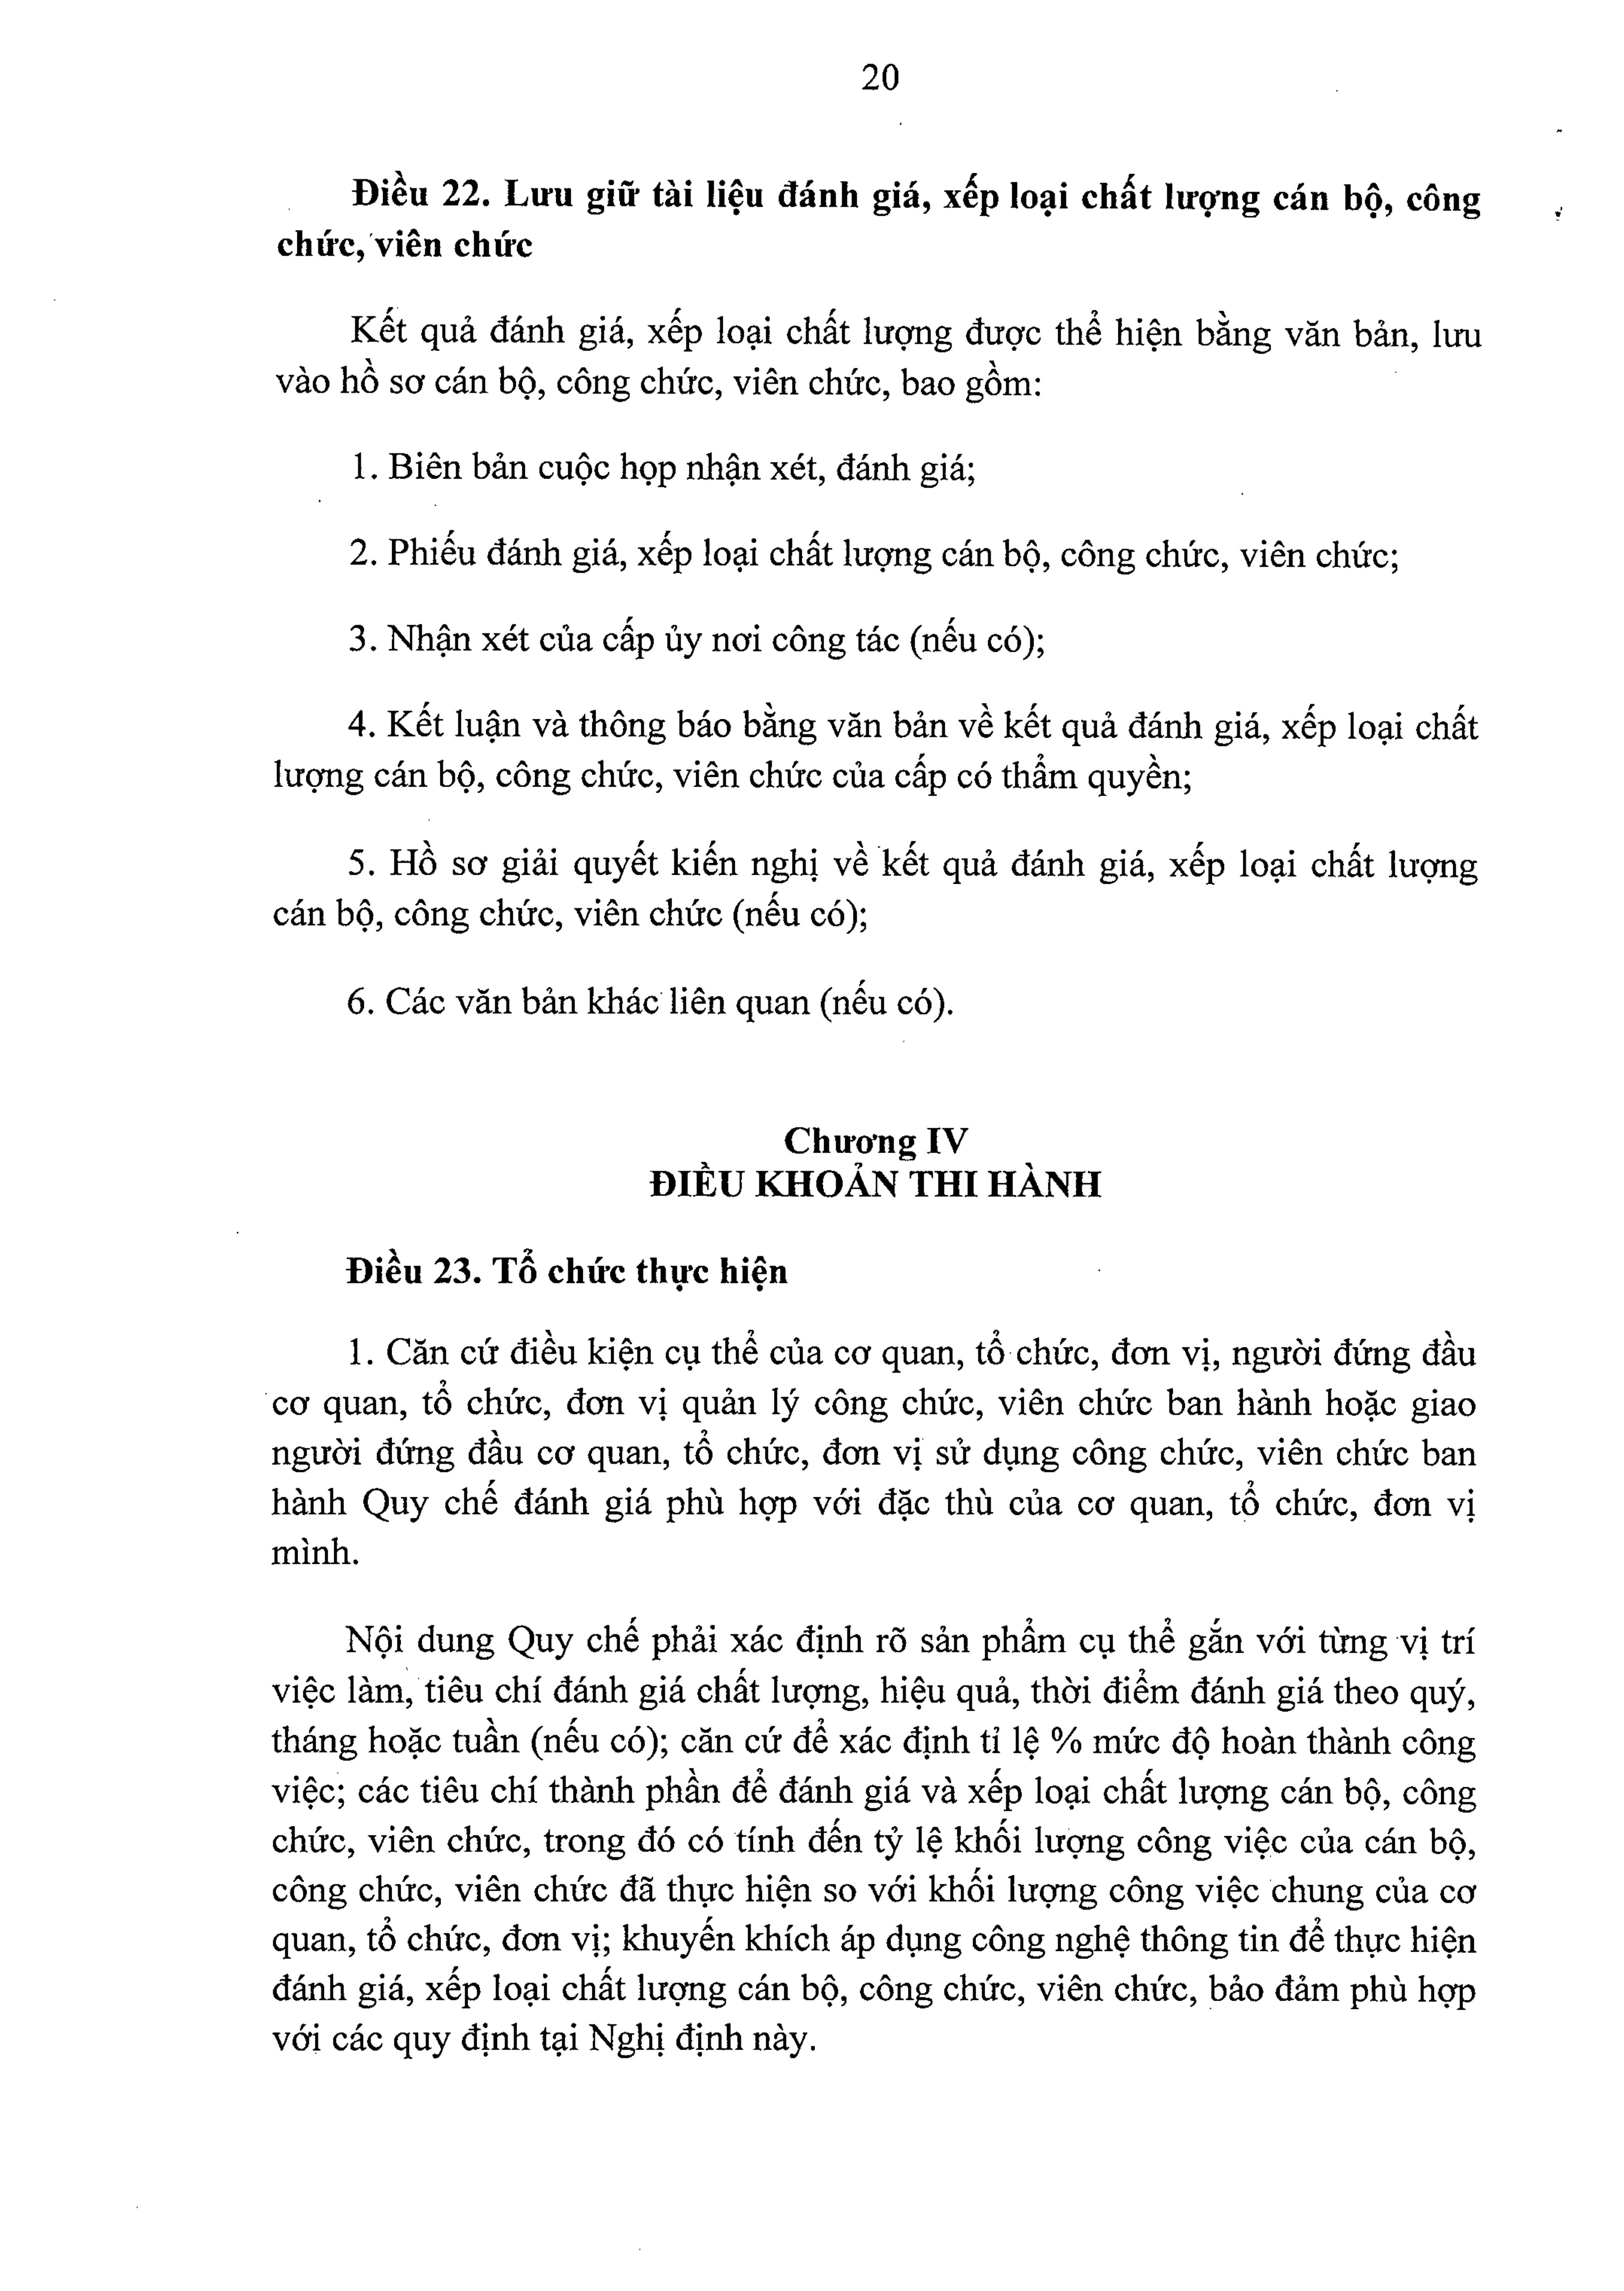 20
Điều 22. Lưu giữ tài liệu đánh giá, xếp loại chất lượng cán bộ, công
chức, viên chức
Kết quả đánh giá, xếp loại chất lượng được thể hiện bằng văn bản, lưu
vào hồ sơ cán bộ, công chức, viên chức, bao gồm:
1. Biên bản cuộc họp nhận xét, đánh giá;
2. Phiếu đánh giá, xếp loại chất lượng cán bộ, công chức, viên chức;
3. Nhận xét của cấp ủy nơi công tác (nếu có);
4. Kết luận và thông báo bằng văn bản về kết quả đánh giá, xếp loại chất
lượng cán bộ, công chức, viên chức của cấp có thẩm quyền;
5. Hồ sơ giải quyết kiến nghị về kết quả đánh giá, xếp loại chất lượng
cán bộ, công chức, viên chức (nếu có);
6. Các văn bản khác liên quan (nếu có).
Chương IV
ĐIỀU KHOẢN THI HÀNH
Điều 23. Tổ chức thực hiện
1. Căn cứ điều kiện cụ thể của cơ quan, tổ chức, đơn vị, người đứng đầu
cơ quan, tổ chức, đơn vị quản lý công chức, viên chức ban hành hoặc giao
người đứng đầu cơ quan, tổ chức, đơn vị sử dụng công chức, viên chức ban
hành Quy chế đánh giá phù hợp với đặc thù của cơ quan, tổ chức, đơn vị
mình.
Nội dung Quy chế phải xác định rõ sản phẩm cụ thể gắn với từng vị trí
việc làm, tiêu chí đánh giá chất lượng, hiệu quả, thời điểm đánh giá theo quý,
tháng hoặc tuần (nếu có); căn cứ để xác định tỉ lệ % mức độ hoàn thành công
việc; các tiêu chí thành phần để đánh giá và xếp loại chất lượng cán bộ, công
chức, viên chức, trong đó có tính đến tỷ lệ khối lượng công việc của cán bộ,
công chức, viên chức đã thực hiện so với khối lượng công việc chung của cơ
quan, tổ chức, đơn vị; khuyến khích áp dụng công nghệ thông tin để thực hiện
đánh giá, xếp loại chất lượng cán bộ, công chức, viên chức, bảo đảm phù hợp
với các quy định tại Nghị định này.